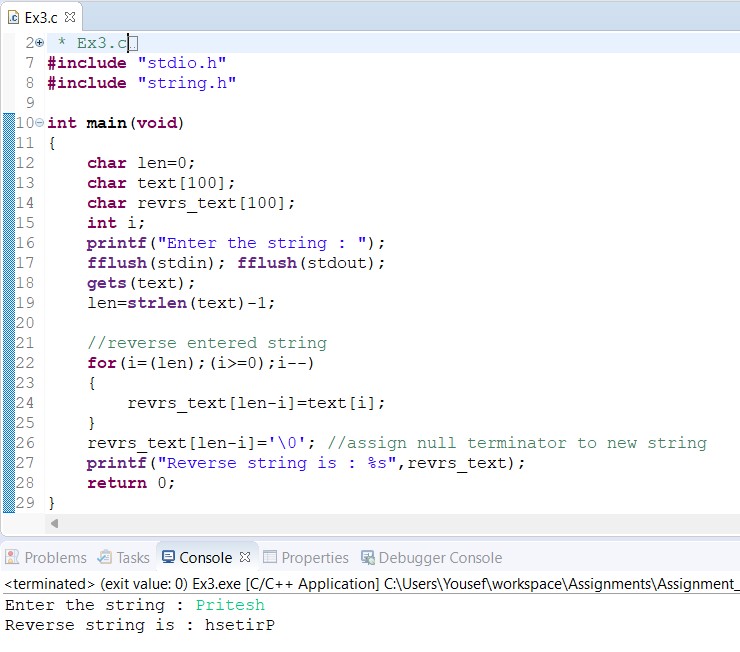 Ex3.c
2 * Ex3.c
7 #include "stdio.h"
8 #include "string.h"
9
10 int main(void)
11 {
12     char len=0;
13     char text[100];
14     char revrs_text[100];
15     int i;
16     printf("Enter the string : ");
17     fflush(stdin); fflush(stdout);
18     gets(text);
19     len=strlen(text)-1;
20
21     //reverse entered string
22     for(i=(len);(i>=0);i--)
23     {
24         revrs_text[len-i]=text[i];
25     }
26     revrs_text[len-i]='\0'; //assign null terminator to new string
27     printf("Reverse string is : %s",revrs_text);
28     return 0;
29 }
Problems Tasks Console Properties Debugger Console
<terminated> (exit value: 0) Ex3.exe [C/C++ Application] C:\Users\Yousef\workspace\Assignments\Assignment_
Enter the string : Pritesh
Reverse string is : hsetirP